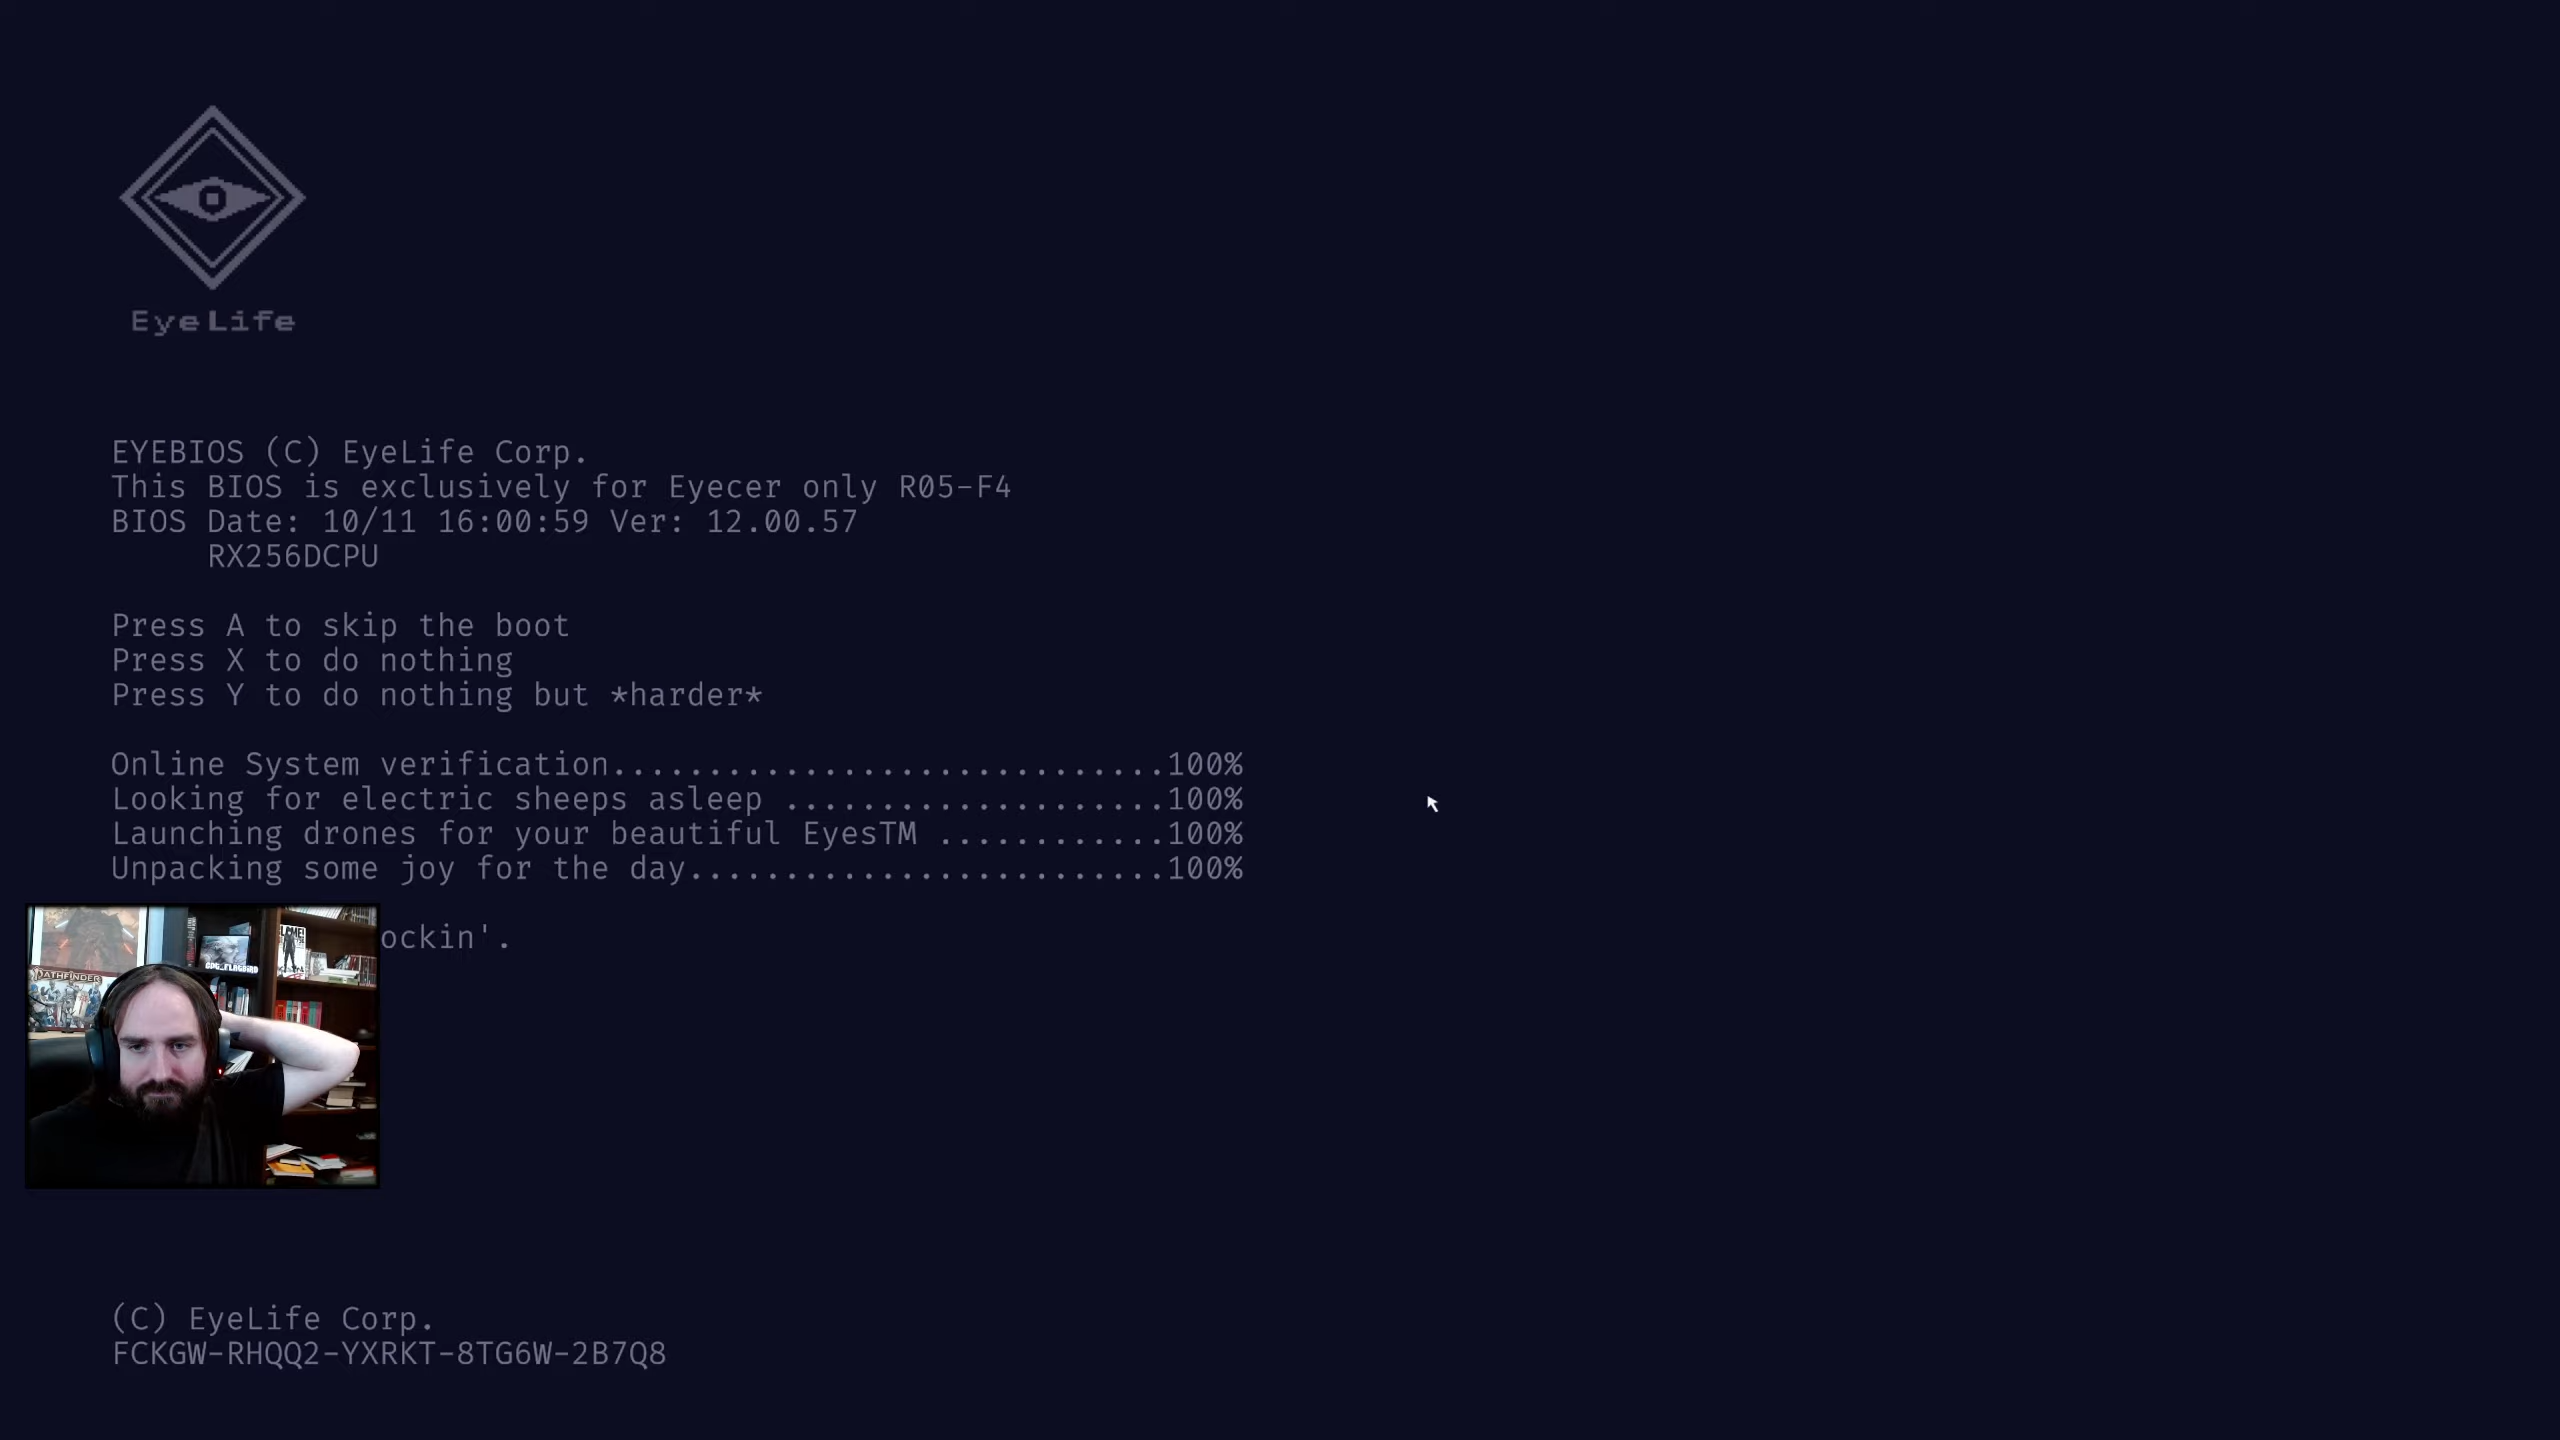 EyeLife
EYEBIOS (C) EyeLife Corp.
This BIOS is exclusively for Eyecer only R05-F4
BIOS Date: 10/11 16:00:59 Ver: 12.00.57
RX256DCPU
Press A to skip the boot
Press X to do nothing
Press Y to do nothing but *harder*
Online System verification.............................100%
Looking for electric sheeps asleep ....................100%
Launching drones for your beautiful EyesTM ............100%
Unpacking some joy for the day.........................100%
ockin'.
PATHFINDER
(C) EyeLife Corp.
FCKGW-RHQQ2-YXRKT-8TG6W-2B7Q8